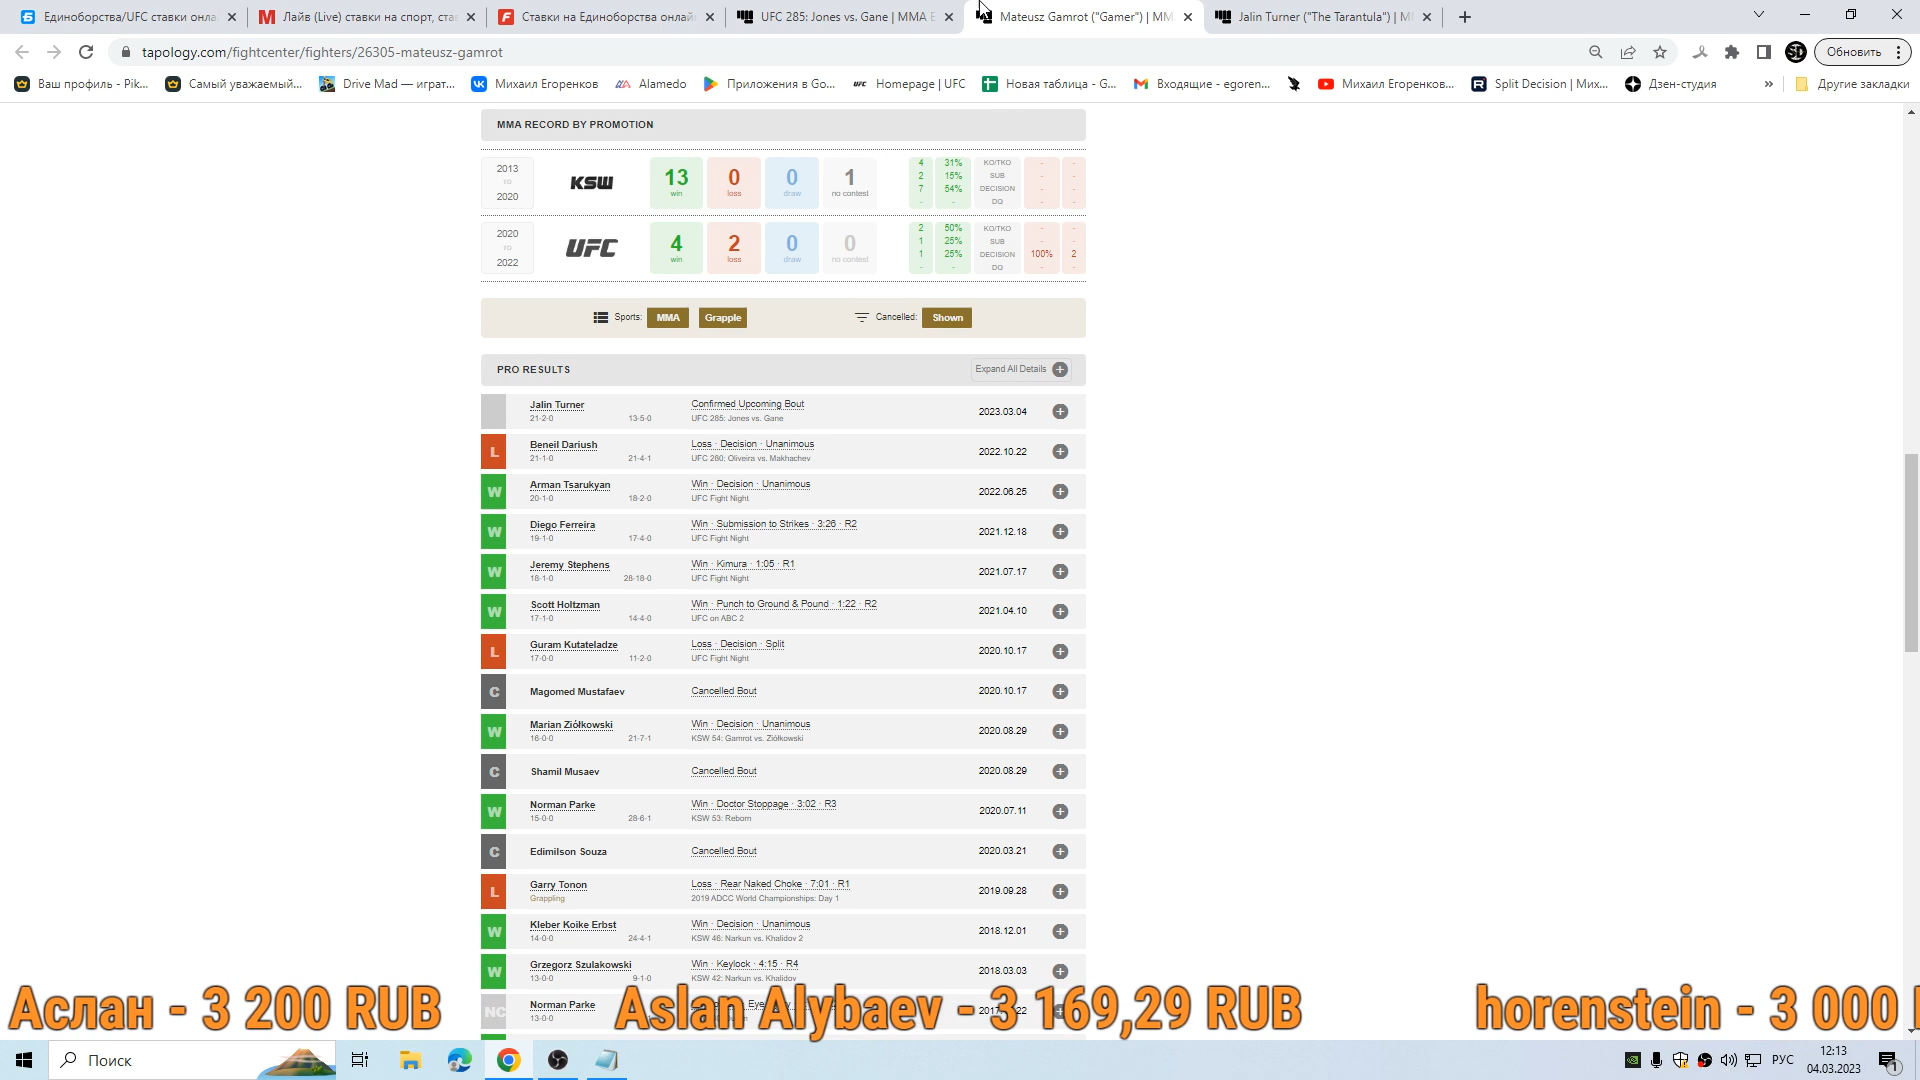 Единоборства/UFC ставки онла
Лайв (Live) ставки на спорт, ста
Ставки на Единоборства онлай
UFC 285: Jones vs. Gane | MMA E
Mateusz Gamrot ("Gamer") | MM
Jalin Turner ("The Tarantula") | M
tapology.com/fightcenter/fighters/26305-mateusz-gamrot
Обновить
Ваш профиль - Pik...
Самый уважаемый...
Drive Mad — играт...
Михаил Егоренков
Alamedo
Приложения в Go...
Homepage | UFC
Новая таблица - G...
Входящие - egoren...
Михаил Егоренков...
Split Decision | Мих...
Дзен-студия
»
Другие закладки
MMA RECORD BY PROMOTION
2013 TO 2020
KSW
13 win
0 loss
0 draw
1 no contest
4 31% KO/TKO - -
2 15% SUB - -
7 54% DECISION - -
- DQ - -
2020 TO 2022
UFC
4 win
2 loss
0 draw
0 no contest
2 50% KO/TKO - -
1 25% SUB - -
1 25% DECISION 100% 2
- DQ - -
Sports: MMA Grapple
Cancelled: Shown
PRO RESULTS
Expand All Details
Jalin Turner Confirmed Upcoming Bout 2023.03.04
21-2-0 13-5-0 UFC 285: Jones vs. Gane
L Beneil Dariush Loss · Decision · Unanimous 2022.10.22
21-1-0 21-4-1 UFC 280: Oliveira vs. Makhachev
W Arman Tsarukyan Win · Decision · Unanimous 2022.06.25
20-1-0 18-2-0 UFC Fight Night
W Diego Ferreira Win · Submission to Strikes · 3:26 · R2 2021.12.18
19-1-0 17-4-0 UFC Fight Night
W Jeremy Stephens Win · Kimura · 1:05 · R1 2021.07.17
18-1-0 28-18-0 UFC Fight Night
W Scott Holtzman Win · Punch to Ground & Pound · 1:22 · R2 2021.04.10
17-1-0 14-4-0 UFC on ABC 2
L Guram Kutateladze Loss · Decision · Split 2020.10.17
17-0-0 11-2-0 UFC Fight Night
C Magomed Mustafaev Cancelled Bout 2020.10.17
W Marian Ziółkowski Win · Decision · Unanimous 2020.08.29
16-0-0 21-7-1 KSW 54: Gamrot vs. Ziółkowski
C Shamil Musaev Cancelled Bout 2020.08.29
W Norman Parke Win · Doctor Stoppage · 3:02 · R3 2020.07.11
15-0-0 28-6-1 KSW 53: Reborn
C Edimilson Souza Cancelled Bout 2020.03.21
L Garry Tonon Loss · Rear Naked Choke · 7:01 · R1 2019.09.28
Grappling 2019 ADCC World Championships: Day 1
W Kleber Koike Erbst Win · Decision · Unanimous 2018.12.01
14-0-0 24-4-1 KSW 46: Narkun vs. Khalidov 2
W Grzegorz Szulakowski Win · Keylock · 4:15 · R4 2018.03.03
13-0-0 9-1-0 KSW 42: Narkun vs. Khalidov
NC Norman Parke
13-0-0
Аслан - 3 200 RUB
Aslan Alybaev - 3 169,29 RUB
horenstein - 3 000
Поиск
РУС
12:13
04.03.2023
1